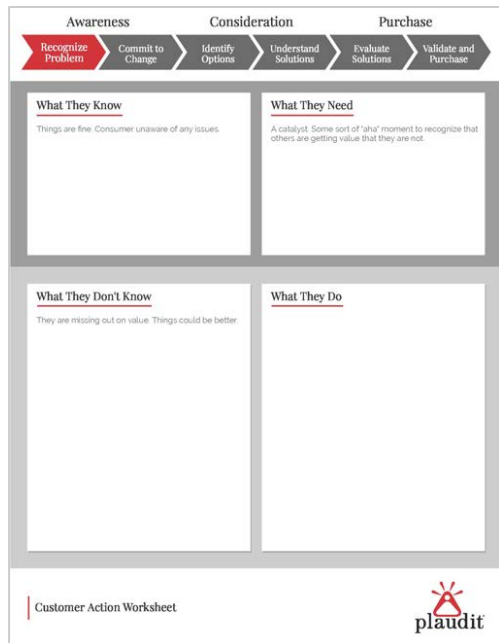 Awareness Consideration Purchase
Recognize Problem
Commit to Change
Identify Options
Understand Solutions
Evaluate Solutions
Validate and Purchase
What They Know
Things are fine. Consumer unaware of any issues.
What They Need
A catalyst. Some sort of "aha" moment to recognize that
others are getting value that they are not.
What They Don't Know
They are missing out on value. Things could be better.
What They Do
Customer Action Worksheet
plaudit